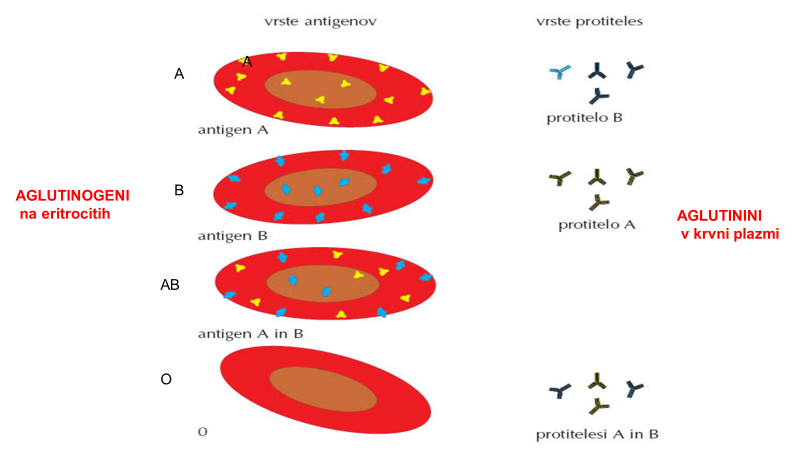 vrste antigenov
vrste protiteles
A
A
antigen A
protitelo B
B
antigen B
protitelo A
AGLUTINOGENI
na eritrocitih
AGLUTININI
v krvni plazmi
AB
antigen A in B
O
O
protitelesi A in B